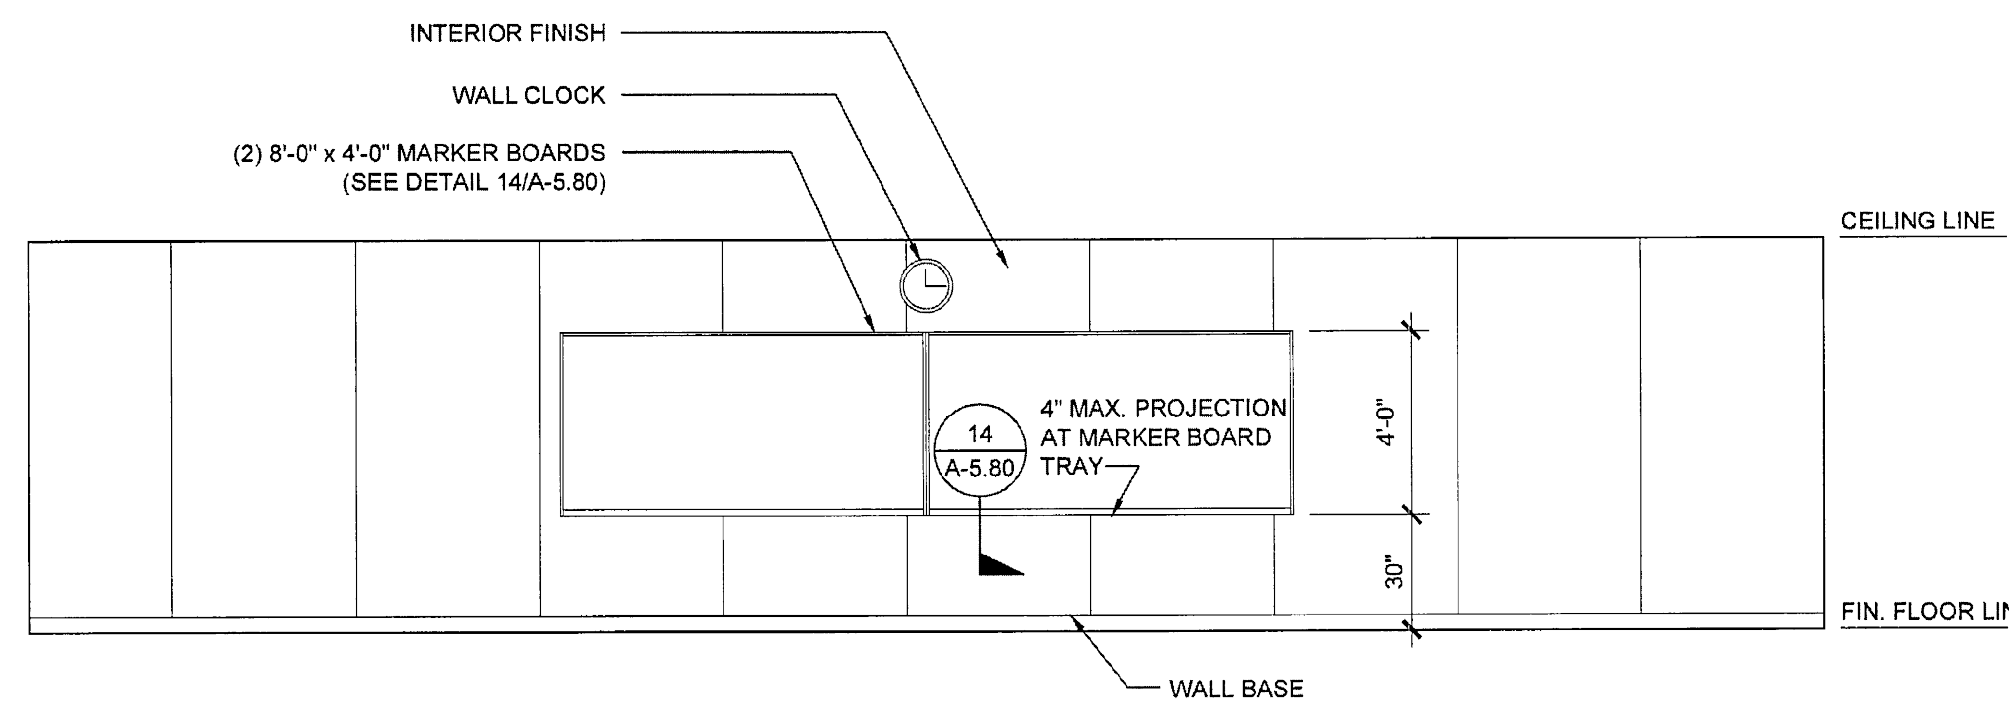 INTERIOR FINISH
WALL CLOCK
(2) 8'-0" x 4'-0" MARKER BOARDS
(SEE DETAIL 14/A-5.80)
CEILING LINE
4" MAX. PROJECTION
AT MARKER BOARD
TRAY
14
A-5.80
4'-0"
30"
FIN. FLOOR LIN
WALL BASE